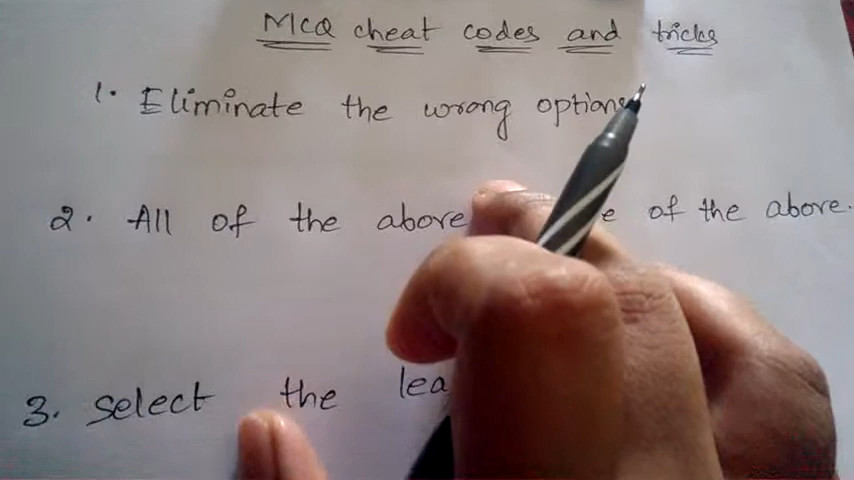 MCQ cheat codes and tricks
1. Eliminate the wrong options
2. All of the above of the above.
3. select the